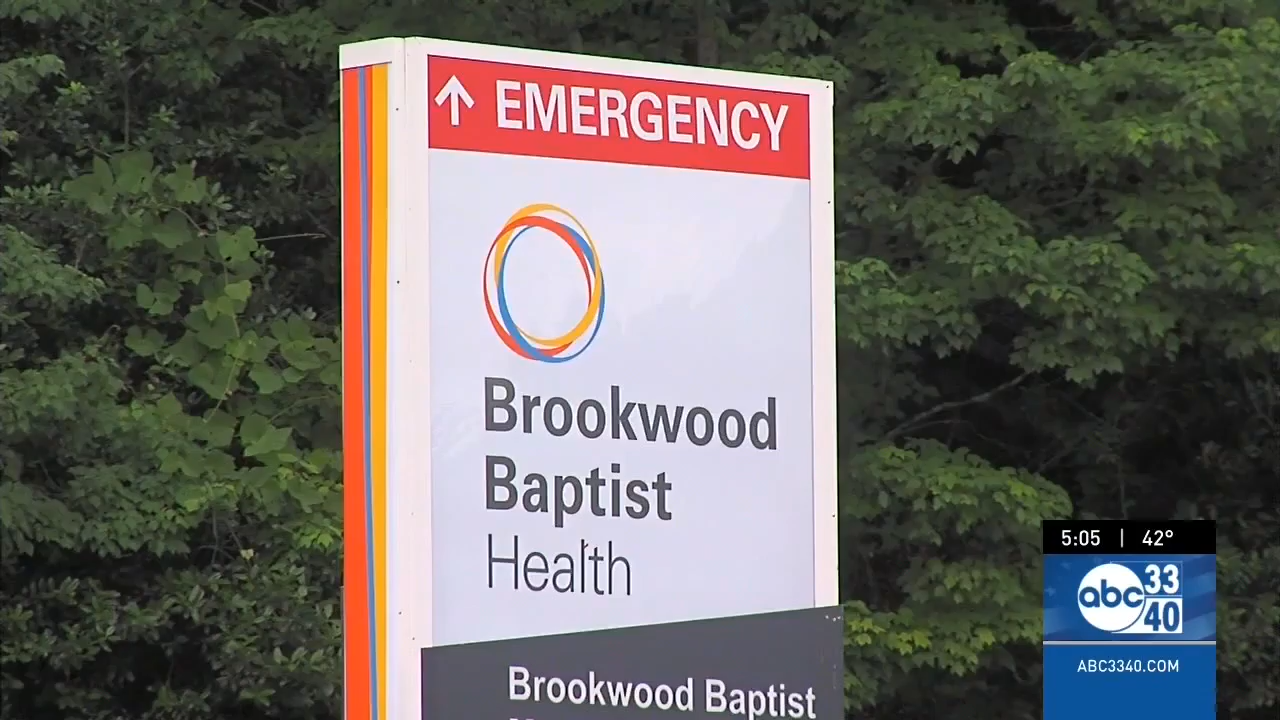 ↑ EMERGENCY
Brookwood
Baptist
Health
Brookwood Baptist
5:05 | 42°
abc 33
40
ABC3340.COM